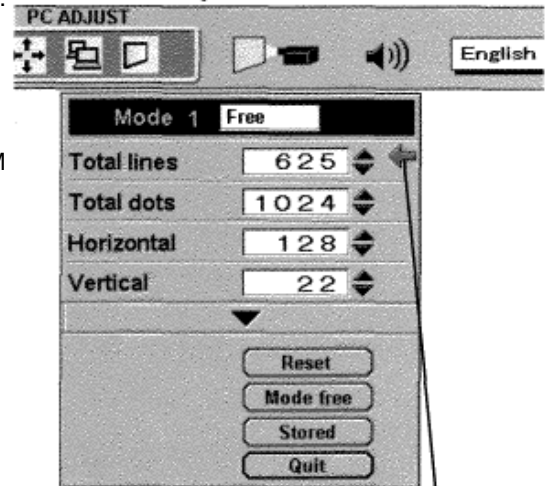 PC ADJUST
English
Mode 1 Free
Total lines 625
Total dots 1024
Horizontal 128
Vertical 22
Reset
Mode free
Stored
Quit